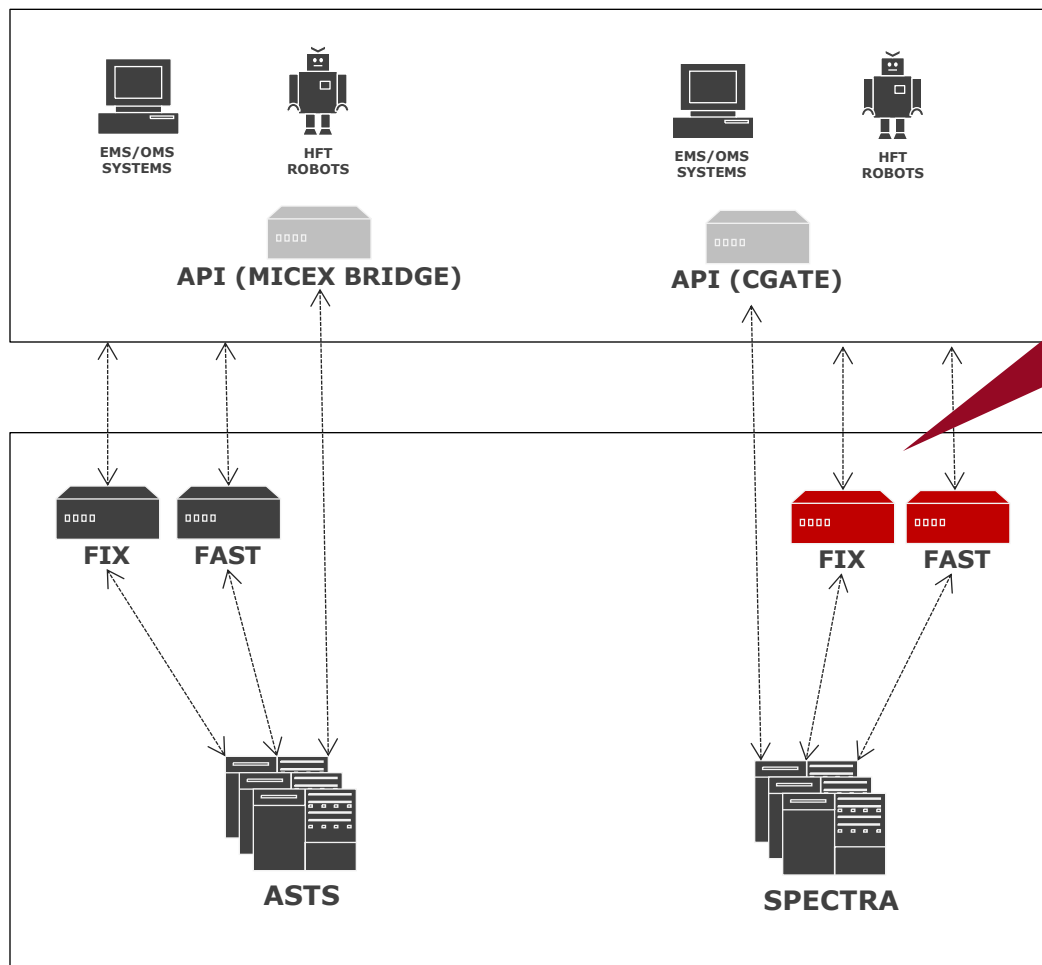 EMS/OMS
SYSTEMS
HFT
ROBOTS
EMS/OMS
SYSTEMS
HFT
ROBOTS
API (MICEX BRIDGE)
API (CGATE)
FIX
FAST
FIX
FAST
ASTS
SPECTRA